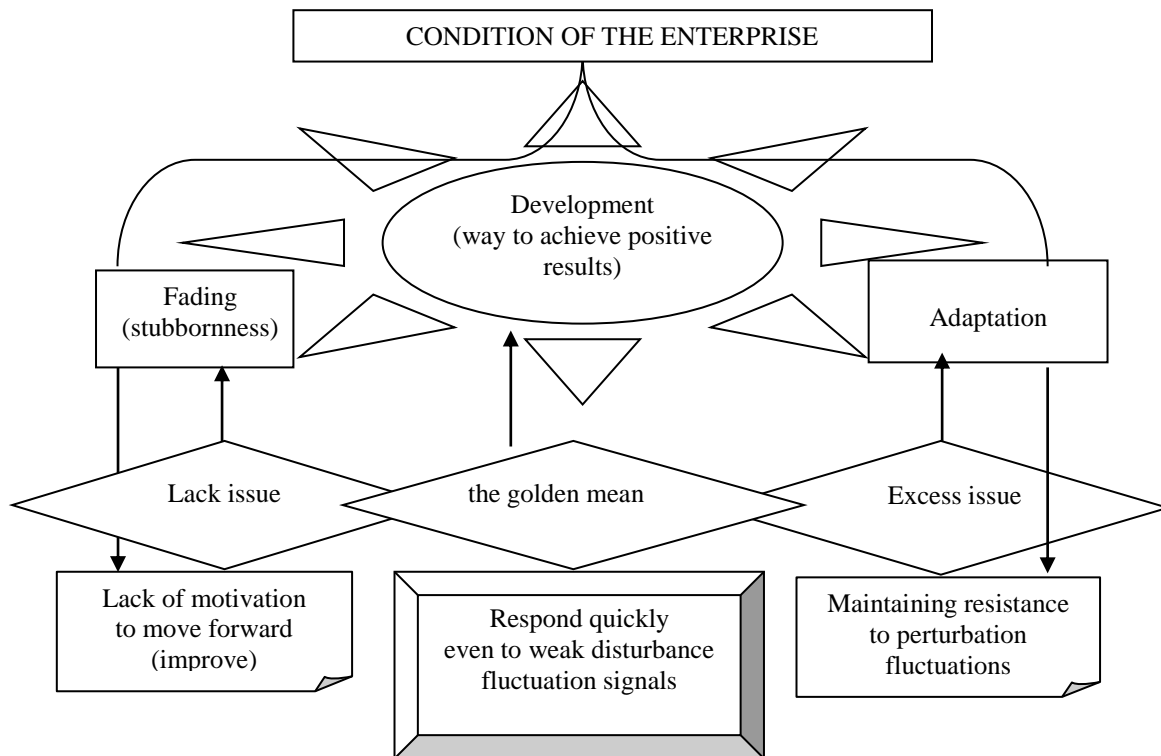 CONDITION OF THE ENTERPRISE
Development
(way to achieve positive
results)
Fading
(stubbornness)
Adaptation
Lack issue
the golden mean
Excess issue
Lack of motivation
to move forward
(improve)
Respond quickly
even to weak disturbance
fluctuation signals
Maintaining resistance
to perturbation
fluctuations